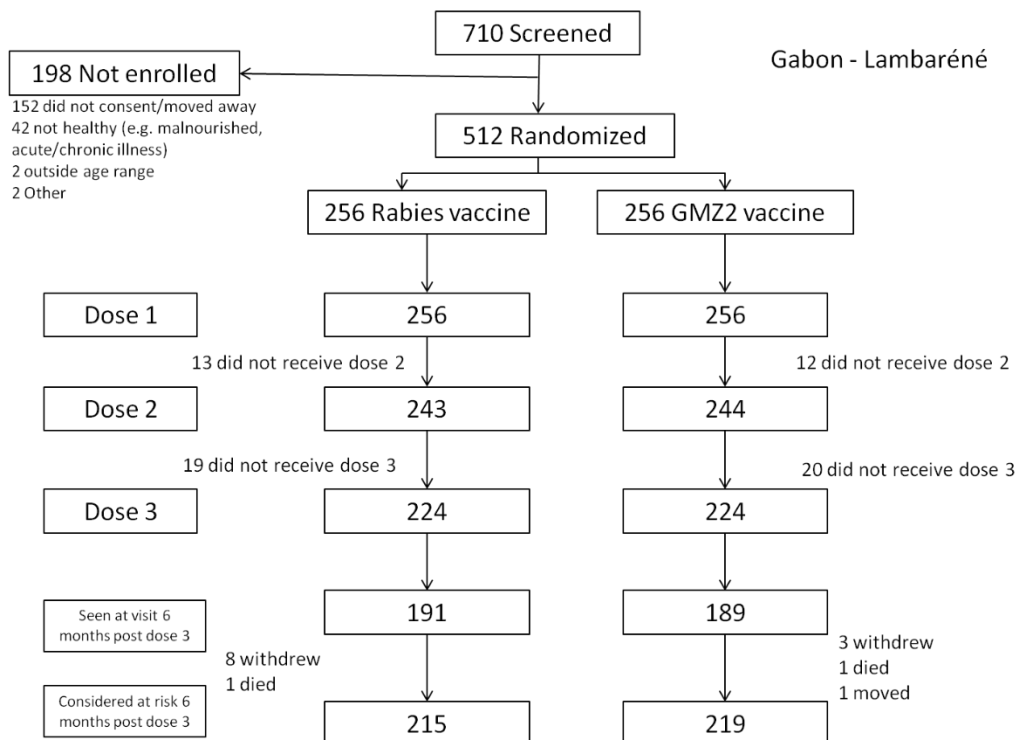 710 Screened
Gabon - Lambaréné
198 Not enrolled
152 did not consent/moved away
42 not healthy (e.g. malnourished,
acute/chronic illness)
2 outside age range
2 Other
512 Randomized
256 Rabies vaccine
256 GMZ2 vaccine
Dose 1
256
256
13 did not receive dose 2
12 did not receive dose 2
Dose 2
243
244
19 did not receive dose 3
20 did not receive dose 3
Dose 3
224
224
Seen at visit 6
months post dose 3
191
189
8 withdrew
1 died
3 withdrew
1 died
1 moved
Considered at risk 6
months post dose 3
215
219